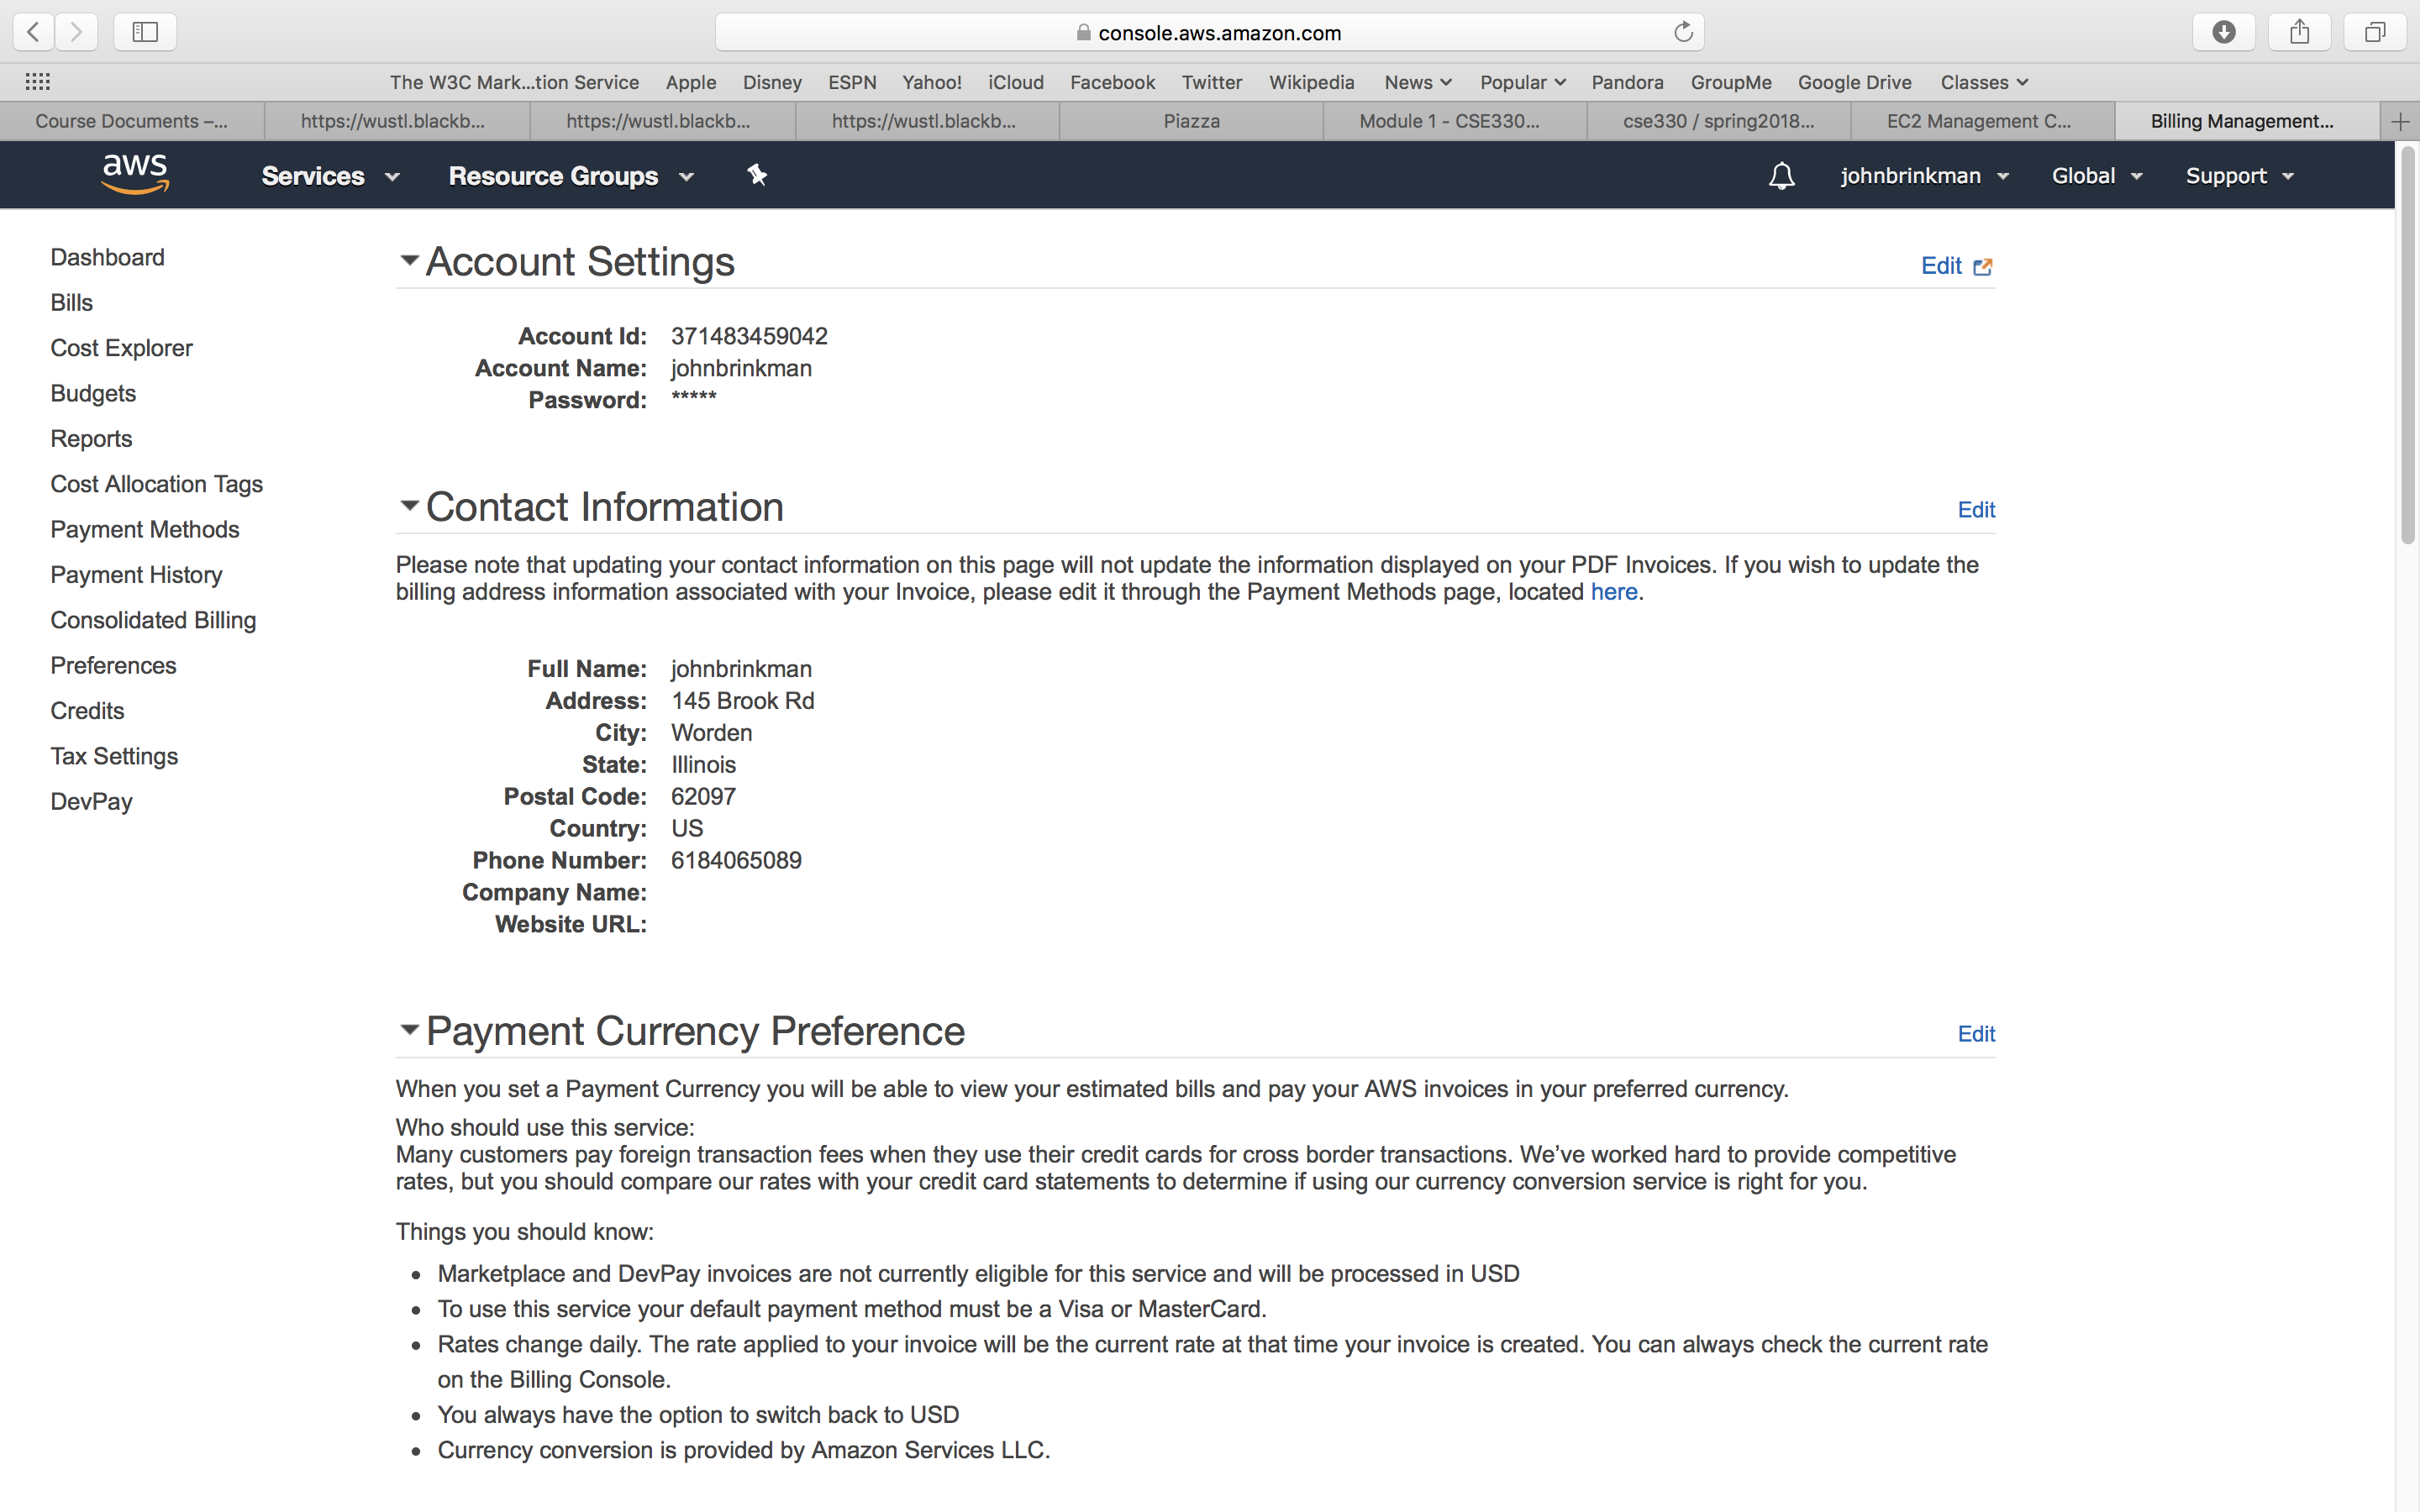 console.aws.amazon.com
The W3C Mark...tion Service Apple Disney ESPN Yahoo! iCloud Facebook Twitter Wikipedia News Popular Pandora GroupMe Google Drive Classes
Course Documents –... https://wustl.blackb... https://wustl.blackb... https://wustl.blackb... Piazza Module 1 - CSE330... cse330 / spring2018... EC2 Management C... Billing Management...
aws Services Resource Groups johnbrinkman Global Support
Dashboard
Bills
Cost Explorer
Budgets
Reports
Cost Allocation Tags
Payment Methods
Payment History
Consolidated Billing
Preferences
Credits
Tax Settings
DevPay
Account Settings Edit
Account Id: 371483459042
Account Name: johnbrinkman
Password: *****
Contact Information Edit
Please note that updating your contact information on this page will not update the information displayed on your PDF Invoices. If you wish to update the
billing address information associated with your Invoice, please edit it through the Payment Methods page, located here.
Full Name: johnbrinkman
Address: 145 Brook Rd
City: Worden
State: Illinois
Postal Code: 62097
Country: US
Phone Number: 6184065089
Company Name:
Website URL:
Payment Currency Preference Edit
When you set a Payment Currency you will be able to view your estimated bills and pay your AWS invoices in your preferred currency.
Who should use this service:
Many customers pay foreign transaction fees when they use their credit cards for cross border transactions. We’ve worked hard to provide competitive
rates, but you should compare our rates with your credit card statements to determine if using our currency conversion service is right for you.
Things you should know:
• Marketplace and DevPay invoices are not currently eligible for this service and will be processed in USD
• To use this service your default payment method must be a Visa or MasterCard.
• Rates change daily. The rate applied to your invoice will be the current rate at that time your invoice is created. You can always check the current rate
on the Billing Console.
• You always have the option to switch back to USD
• Currency conversion is provided by Amazon Services LLC.